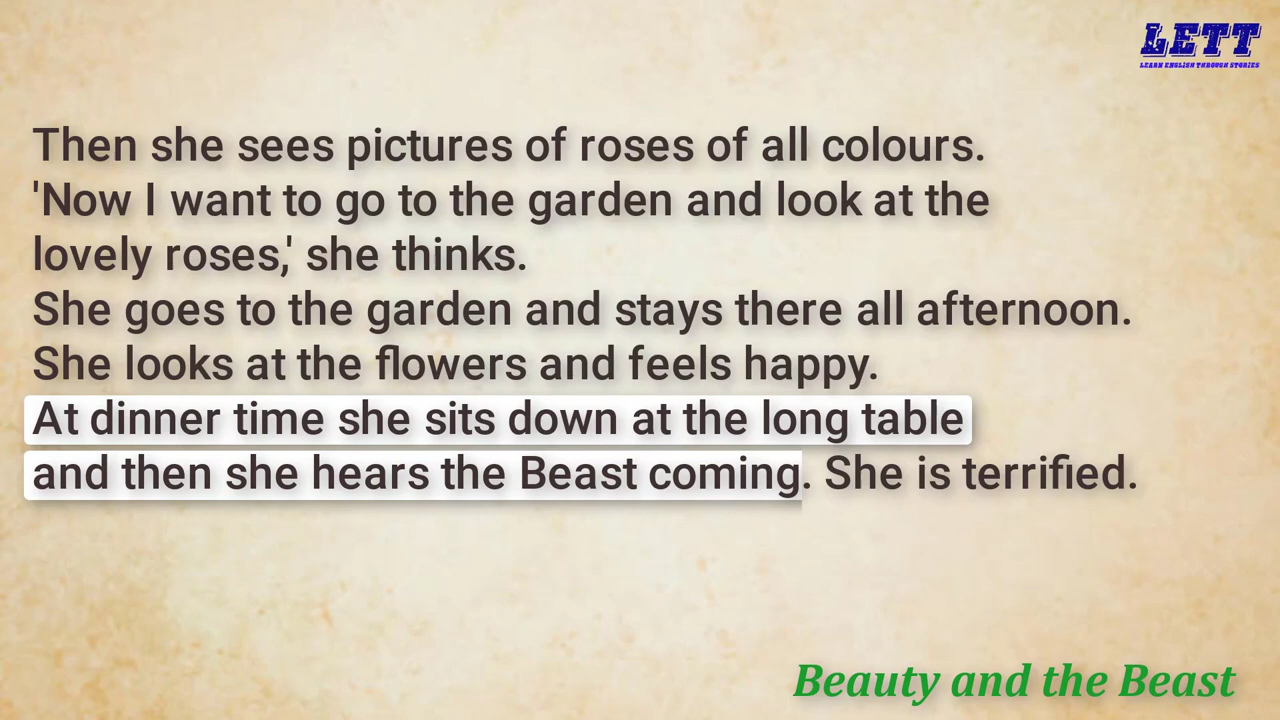 LETT
LEARN ENGLISH THROUGH STORIES
Then she sees pictures of roses of all colours.
'Now I want to go to the garden and look at the
lovely roses,' she thinks.
She goes to the garden and stays there all afternoon.
She looks at the flowers and feels happy.
At dinner time she sits down at the long table
and then she hears the Beast coming. She is terrified.
Beauty and the Beast